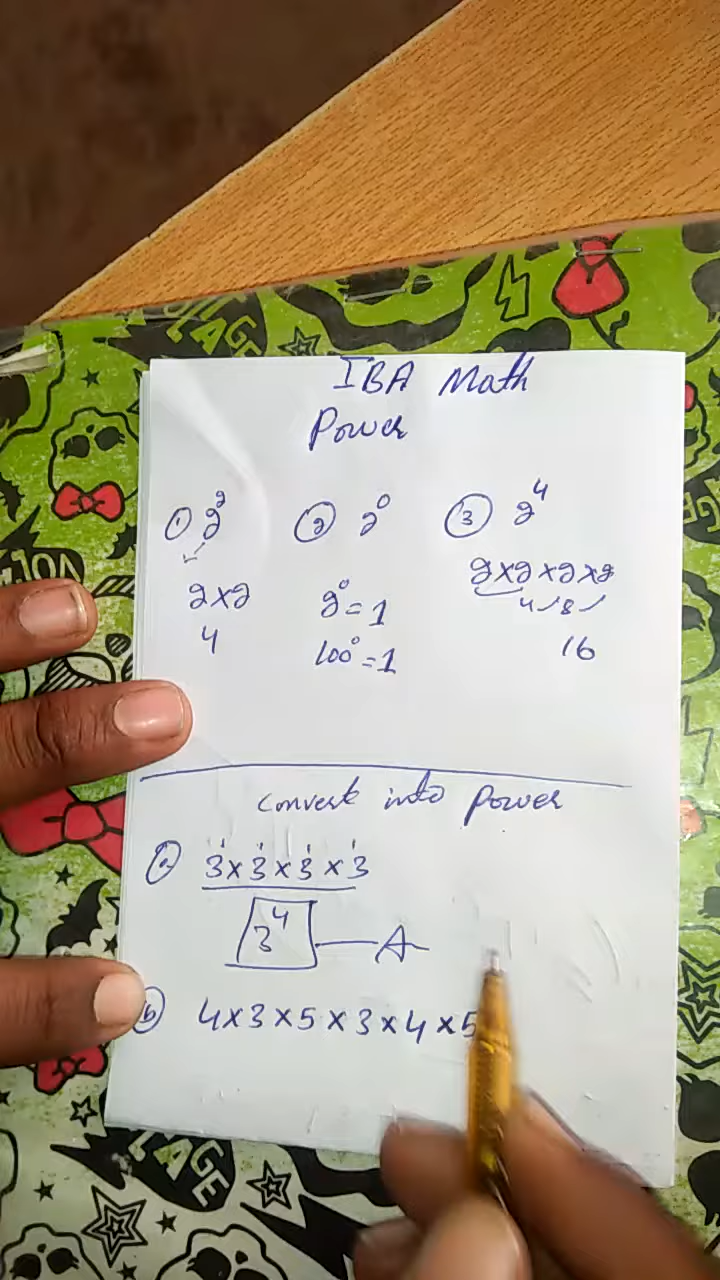 IBA Math
Power
① 2² ② 2⁰ ③ 2⁴
2×2 2⁰=1 2×2×2×2
4 100⁰=1 4 8
16
Convert into Power
a 3×3×3×3
3⁴ — A
b 4×3×5×3×4×5